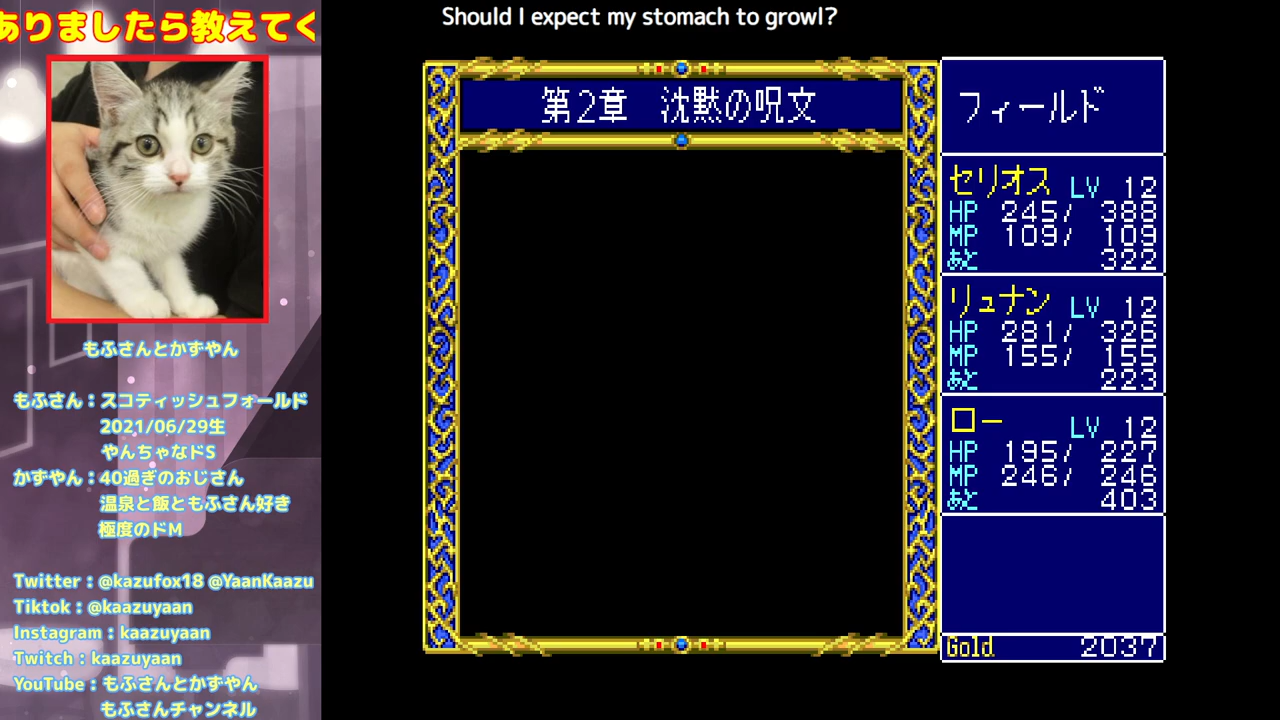 ありましたら教えてく
もふさんとかずやん
もふさん：スコティッシュフォールド
2021/06/29生
やんちゃなドS
かずやん：40過ぎのおじさん
温泉と飯ともふさん好き
極度のドM
Twitter：@kazufox18 @YaanKaazu
Tiktok：@kaazuyaan
Instagram：kaazuyaan
Twitch：kaazuyaan
YouTube：もふさんとかずやん
もふさんチャンネル
Should I expect my stomach to growl?
第2章 沈黙の呪文
フィールド
セリオス LV 12
HP 245/ 388
MP 109/ 109
あと 322
リュナン LV 12
HP 281/ 326
MP 155/ 155
あと 223
ロー LV 12
HP 195/ 227
MP 246/ 246
あと 403
Gold 2037